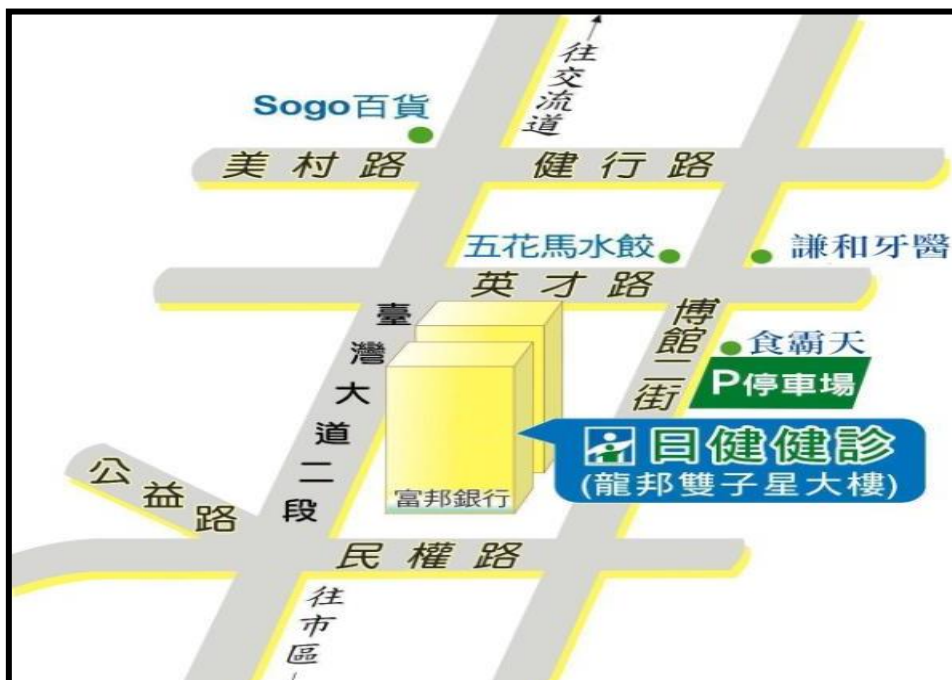 往交流道
Sogo百貨
美村路
健行路
五花馬水餃
謙和牙醫
英才路
臺灣大道二段
博館二街
食霸天
P停車場
日健健診
(龍邦雙子星大樓)
公益路
富邦銀行
民權路
往市區